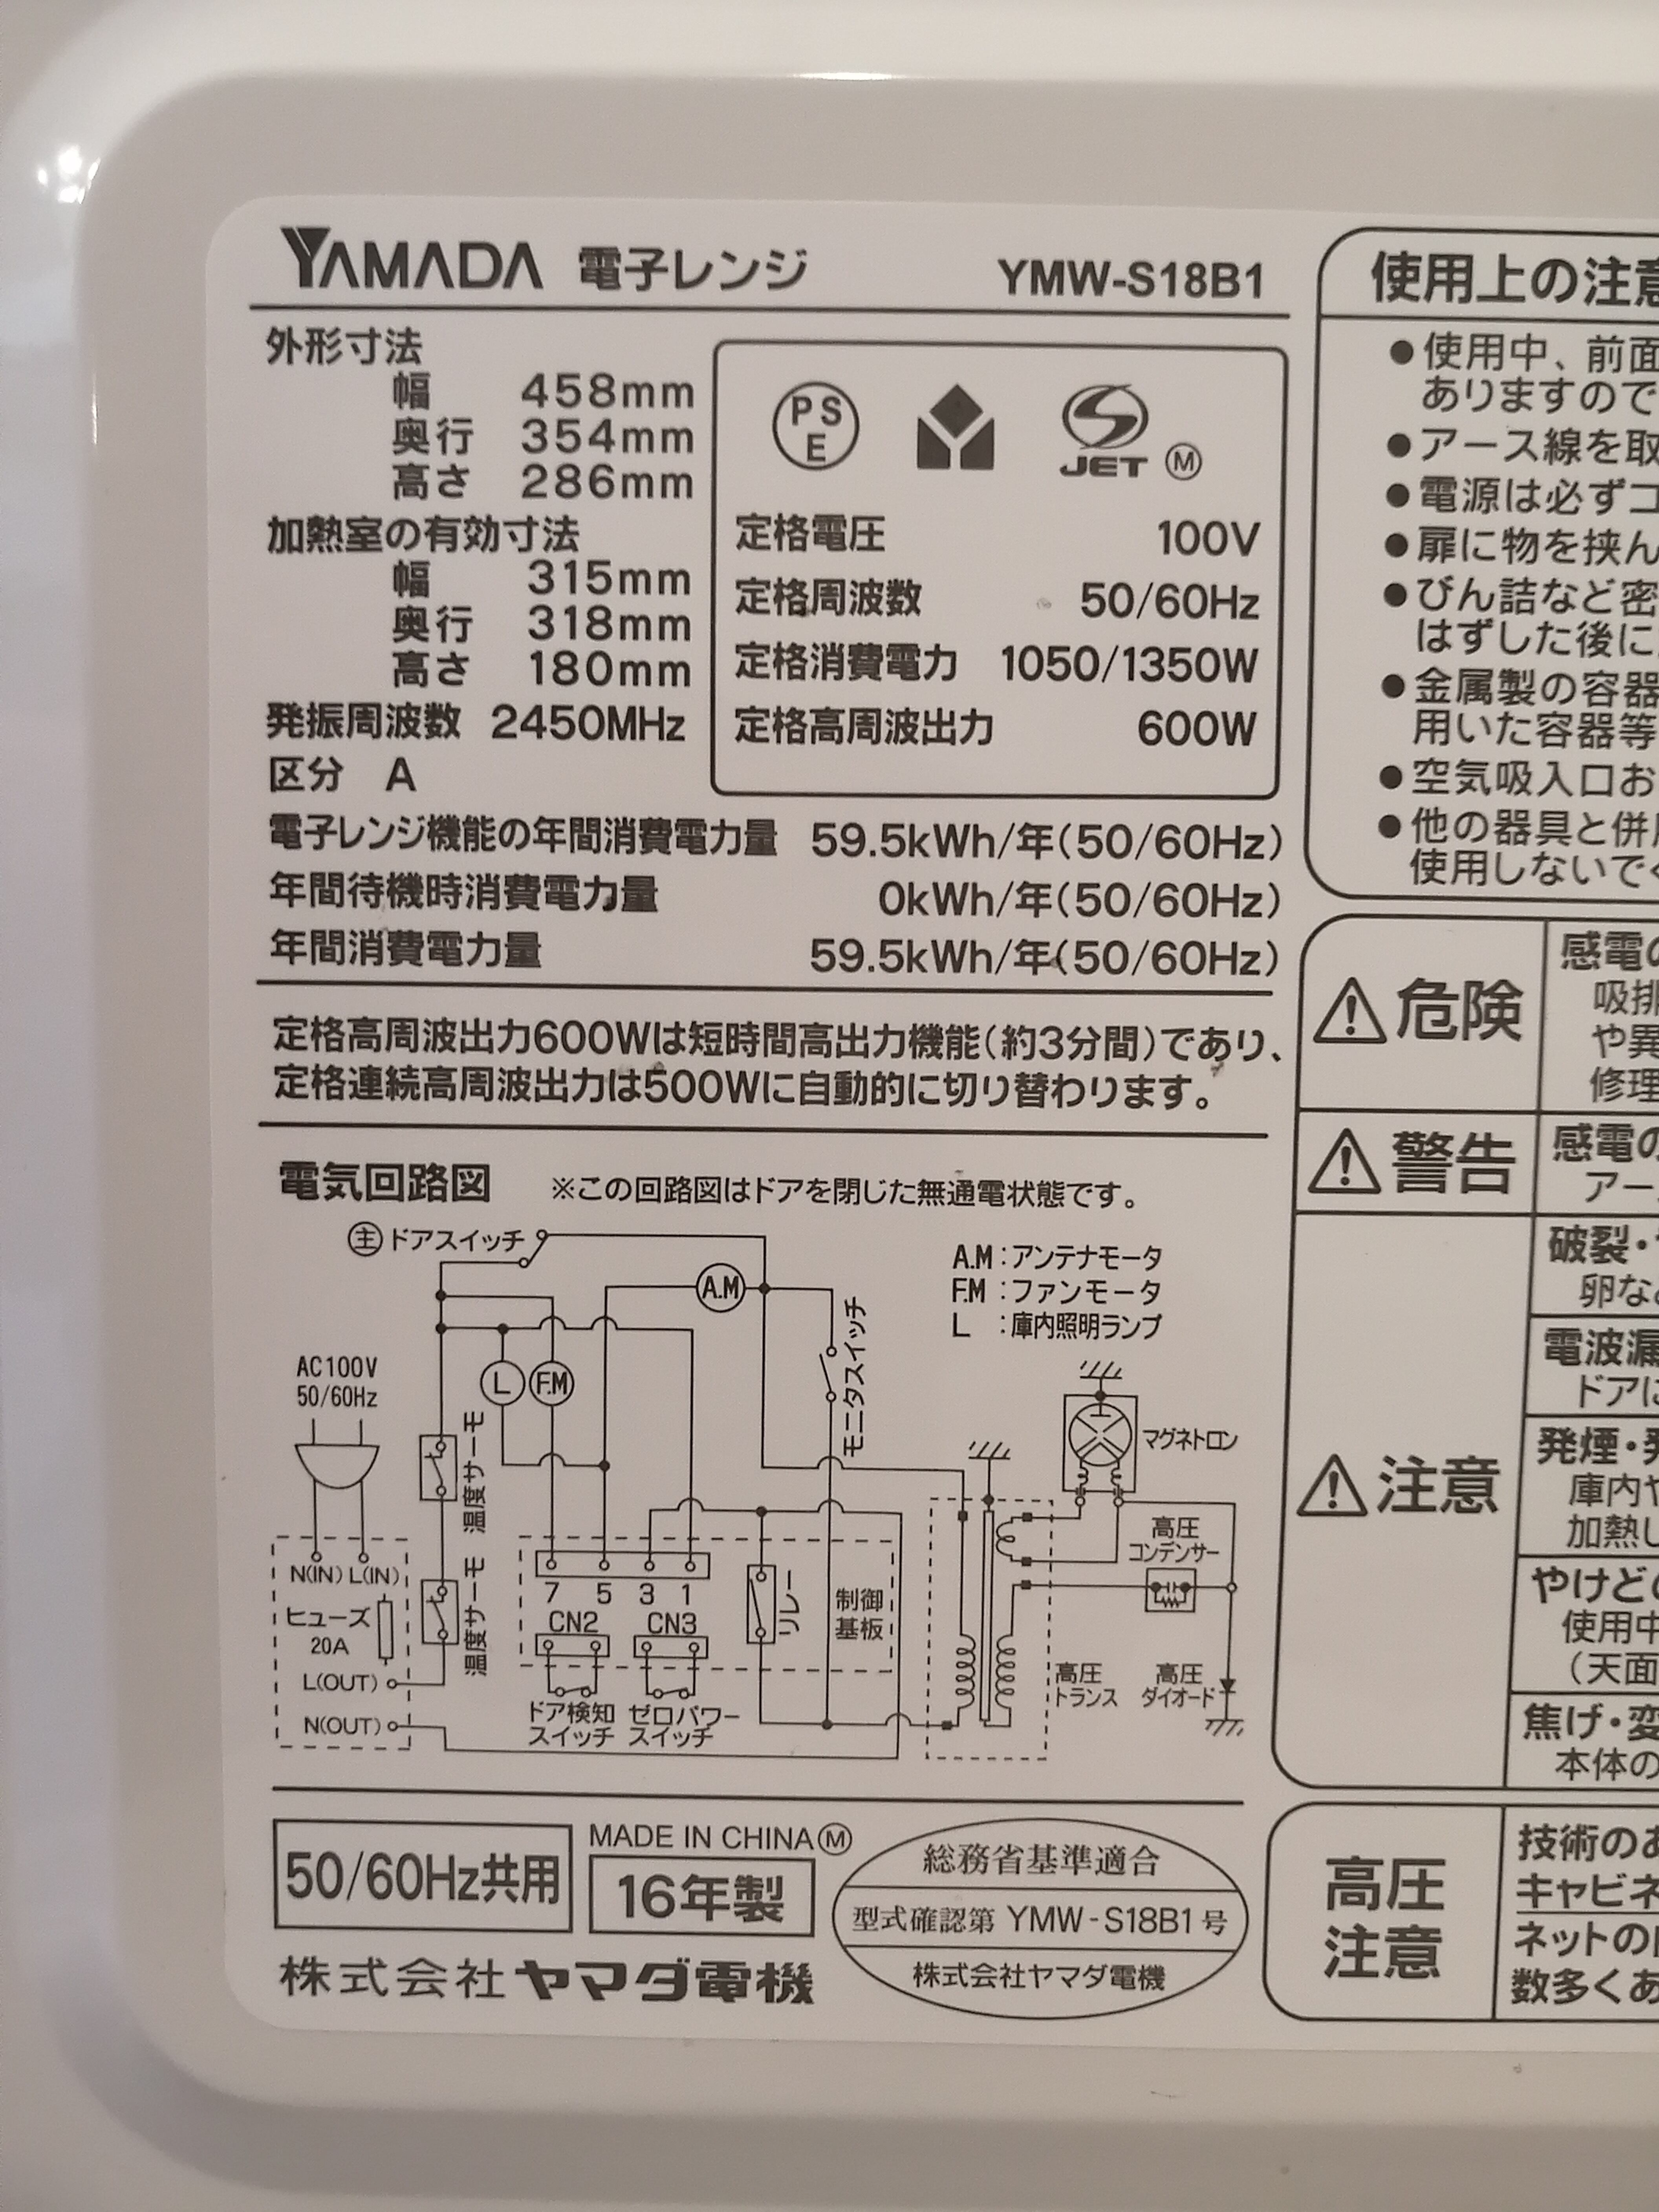 YAMADA 電子レンジ YMW-S18B1
外形寸法
幅 458mm
奥行 354mm
高さ 286mm
加熱室の有効寸法
幅 315mm
奥行 318mm
高さ 180mm
発振周波数 2450MHz
区分 A
PS
E
JET Ⓜ
定格電圧 100V
定格周波数 50/60Hz
定格消費電力 1050/1350W
定格高周波出力 600W
電子レンジ機能の年間消費電力量 59.5kWh/年(50/60Hz)
年間待機時消費電力量 0kWh/年(50/60Hz)
年間消費電力量 59.5kWh/年(50/60Hz)
定格高周波出力600Wは短時間高出力機能(約3分間)であり、
定格連続高周波出力は500Wに自動的に切り替わります。
電気回路図 ※この回路図はドアを閉じた無通電状態です。
主 ドアスイッチ
A.M
A.M:アンテナモータ
F.M:ファンモータ
L :庫内照明ランプ
モニタスイッチ
AC100V
50/60Hz
L
F.M
温度サーモ
マグネトロン
N(IN) L(IN)
ヒューズ
20A
温度サーモ
L(OUT)
N(OUT)
7 5 3 1
CN2 CN3
リレー
制御
基板
ドア検知
スイッチ
ゼロパワー
スイッチ
高圧
コンデンサー
高圧
トランス
高圧
ダイオード
50/60Hz共用
MADE IN CHINA Ⓜ
16年製
株式会社ヤマダ電機
総務省基準適合
型式確認第 YMW-S18B1号
株式会社ヤマダ電機
使用上の注意
●使用中、前面
ありますので
●アース線を取
●電源は必ずコ
●扉に物を挟ん
●びん詰など密
はずした後に
●金属製の容器
用いた容器等
●空気吸入口お
●他の器具と併
使用しないでく
⚠危険
感電の
吸排
や異
修理
⚠警告
感電の
アー
⚠注意
破裂・
卵な
電波漏
ドアに
発煙・発
庫内や
加熱し
やけどの
使用中
(天面
焦げ・変
本体の
高圧
注意
技術のあ
キャビネ
ネットの
数多くあ